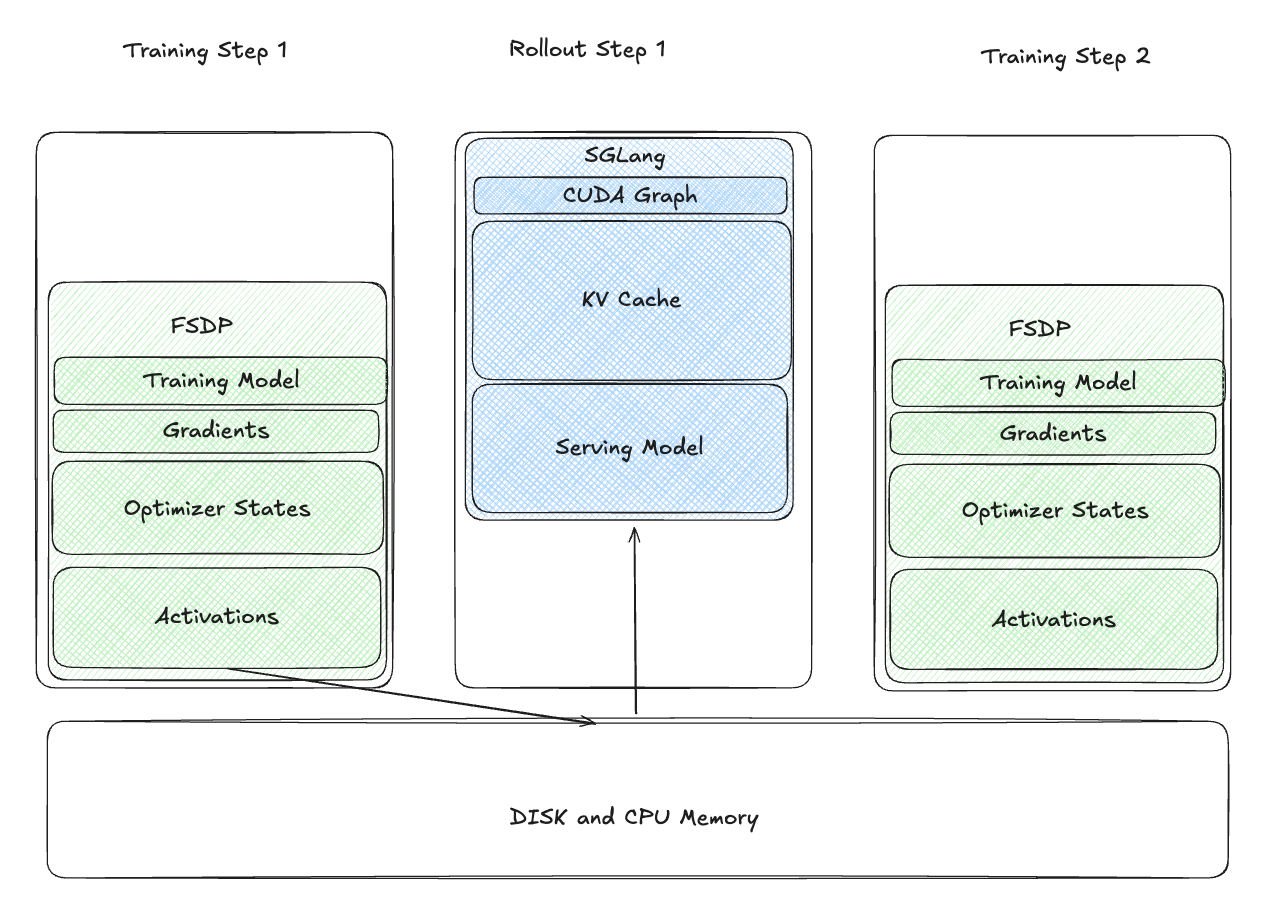 Training Step 1
Rollout Step 1
Training Step 2
FSDP
Training Model
Gradients
Optimizer States
Activations
SGLang
CUDA Graph
KV Cache
Serving Model
FSDP
Training Model
Gradients
Optimizer States
Activations
DISK and CPU Memory